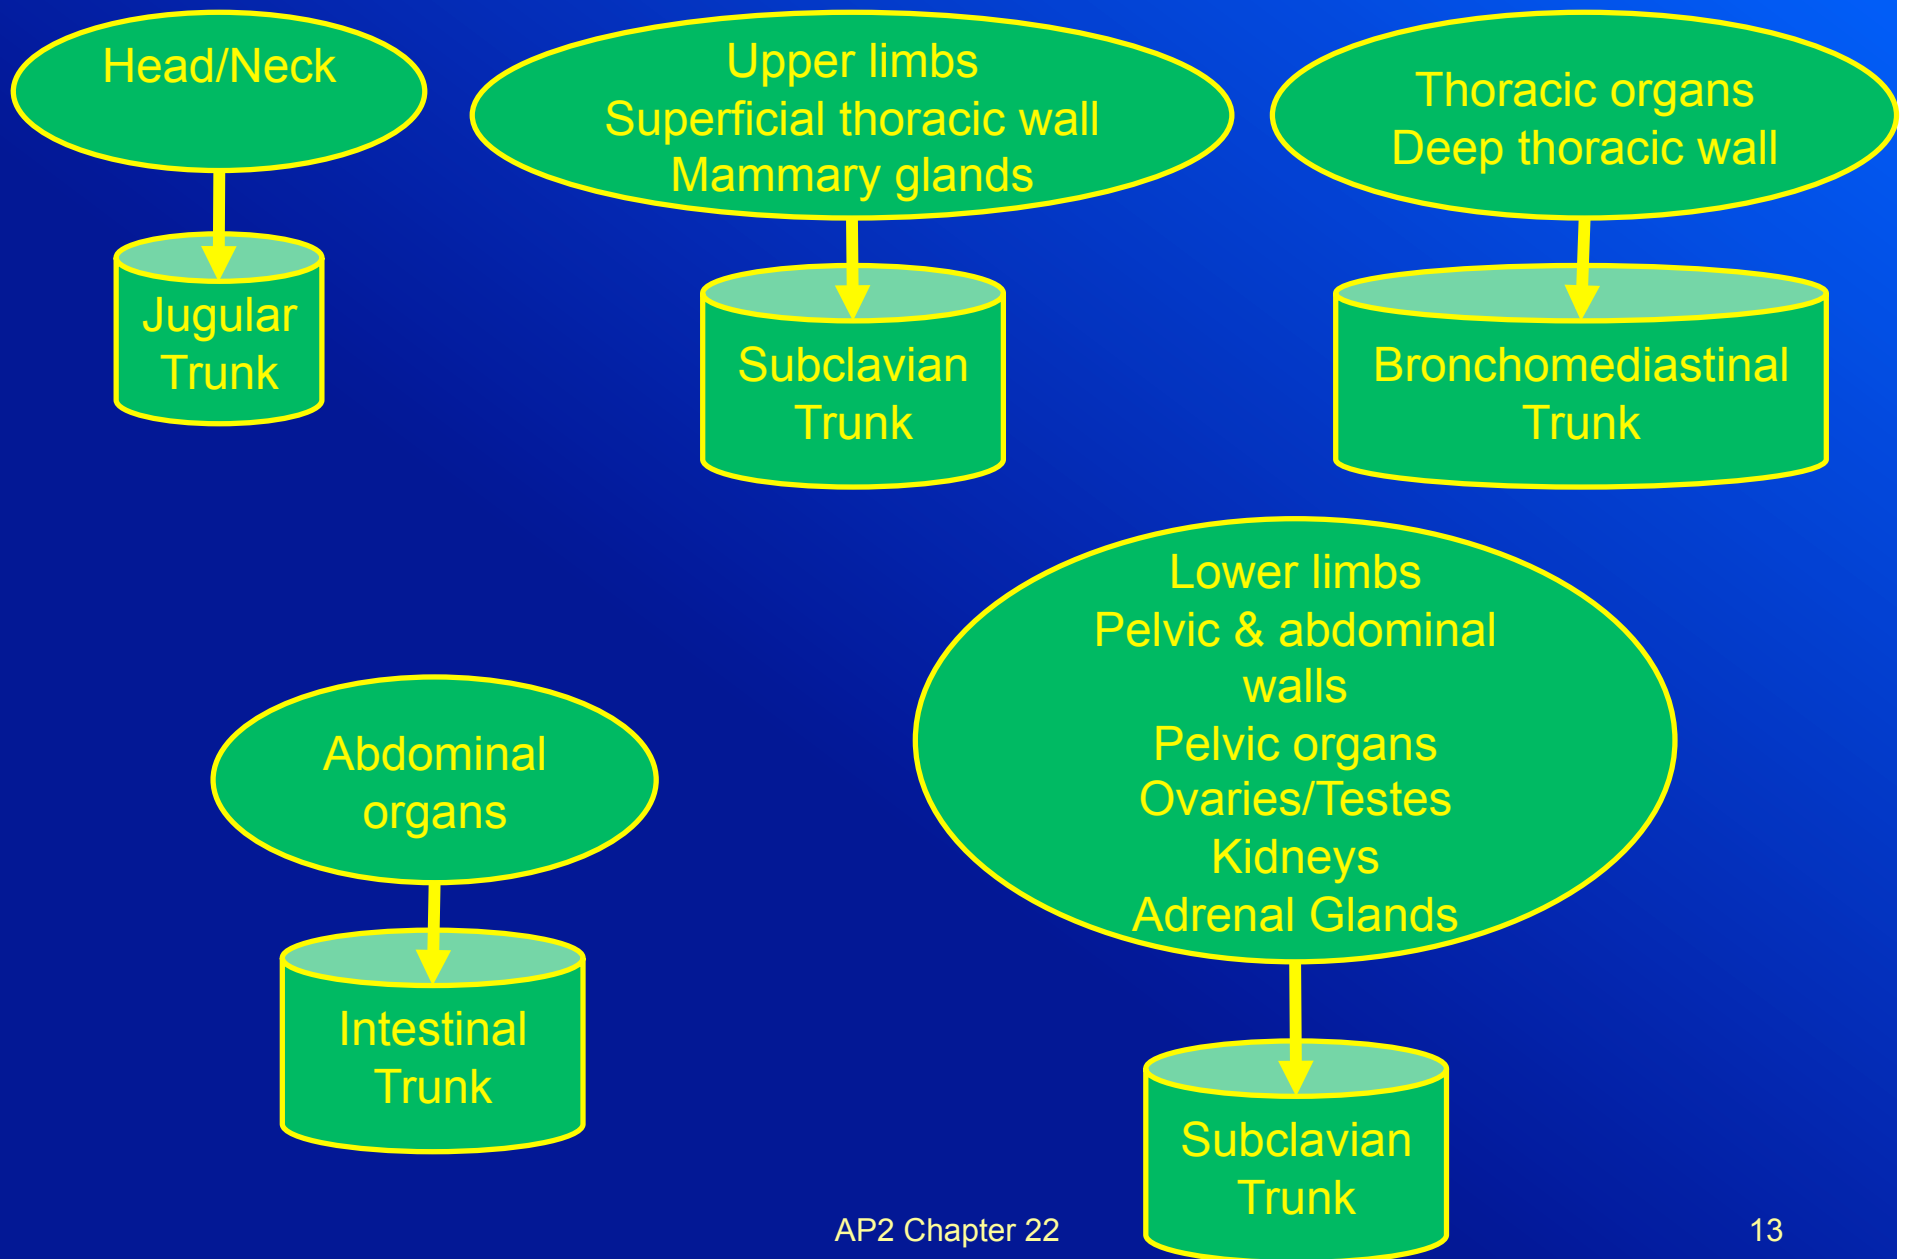 Head/Neck
Jugular
Trunk
Upper limbs
Superficial thoracic wall
Mammary glands
Subclavian
Trunk
Thoracic organs
Deep thoracic wall
Bronchomediastinal
Trunk
Abdominal
organs
Intestinal
Trunk
Lower limbs
Pelvic & abdominal
walls
Pelvic organs
Ovaries/Testes
Kidneys
Adrenal Glands
Subclavian
Trunk
AP2 Chapter 22
13